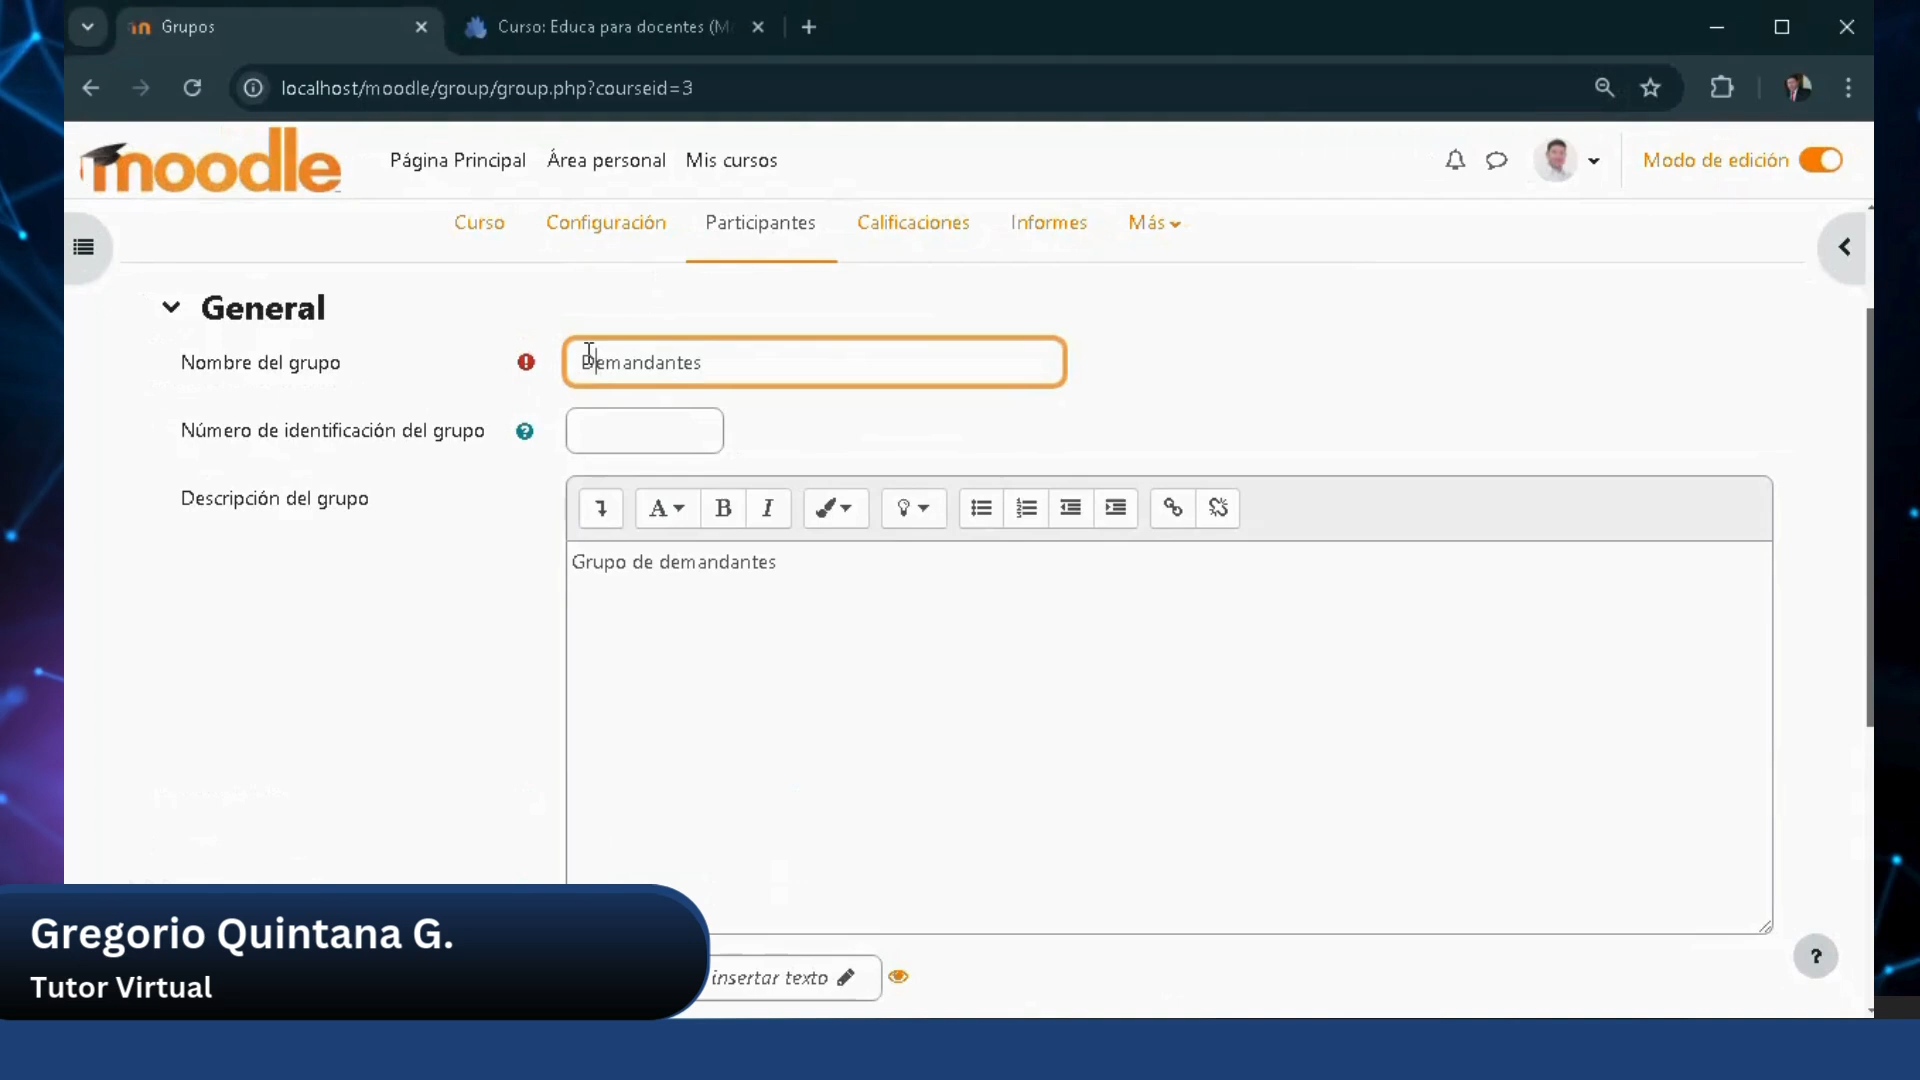 Grupos
Curso: Educa para docentes (M
localhost/moodle/group/group.php?courseid=3
moodle
Página Principal Área personal Mis cursos
Modo de edición
Curso Configuración Participantes Calificaciones Informes Más
General
Nombre del grupo
Demandantes
Número de identificación del grupo
Descripción del grupo
A B I
Grupo de demandantes
insertar texto
Gregorio Quintana G.
Tutor Virtual